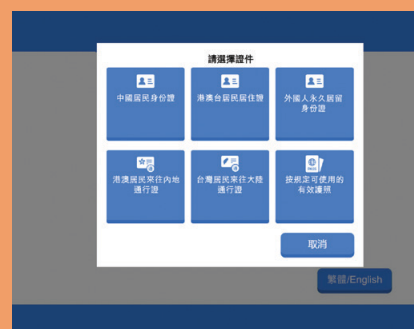 請選擇證件
中國居民身份證
港澳台居民居住證
外國人永久居留
身份證
港澳居民來往內地
通行證
台灣居民來往大陸
通行證
按規定可使用的
有效護照
取消
繁體/English